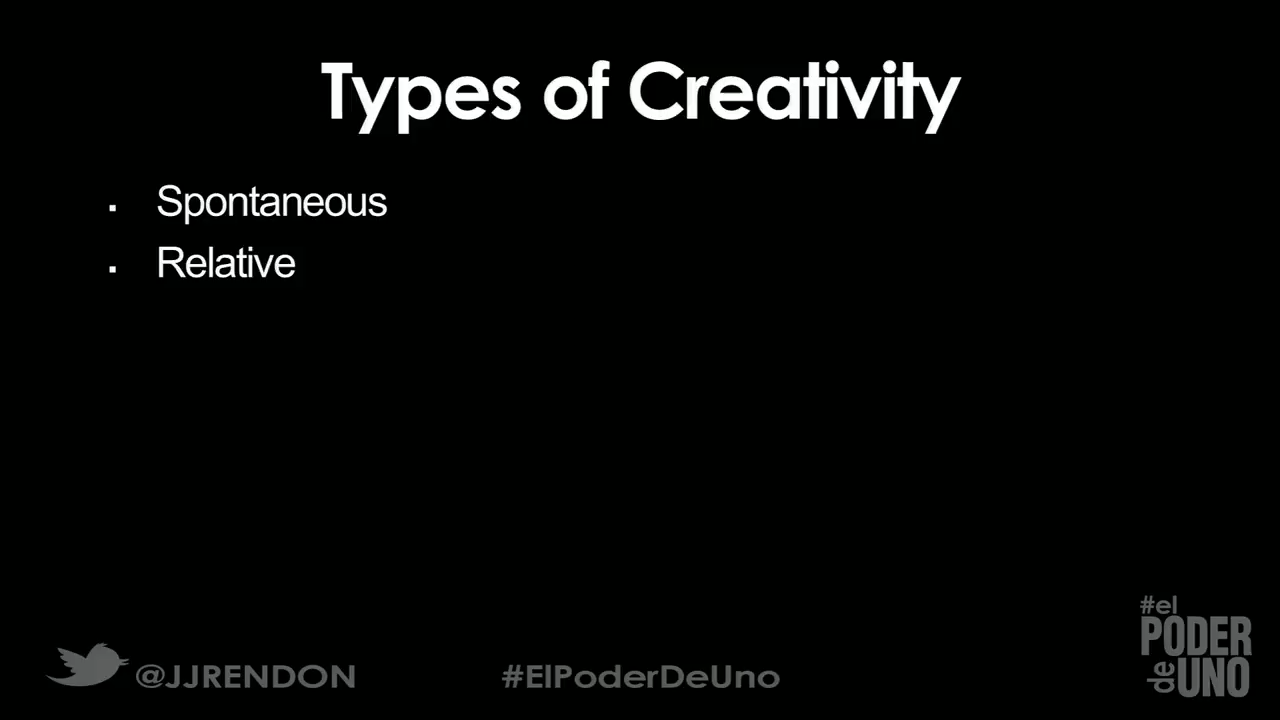 Types of Creativity
▪ Spontaneous
▪ Relative
@JJRENDON
#ElPoderDeUno
#el
PODER
de UNO